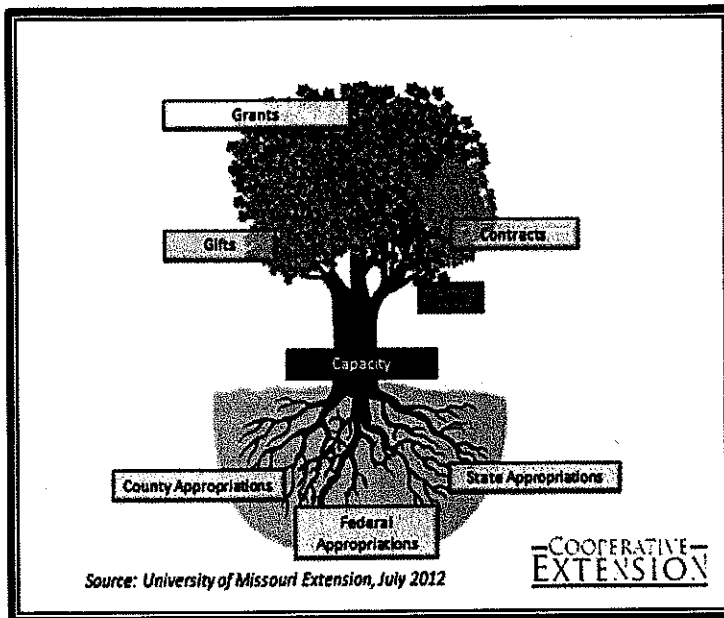 Grants
Gifts
Contracts
Capacity
County Appropriations
State Appropriations
Federal
Appropriations
Source: University of Missouri Extension, July 2012
COOPERATIVE
EXTENSION